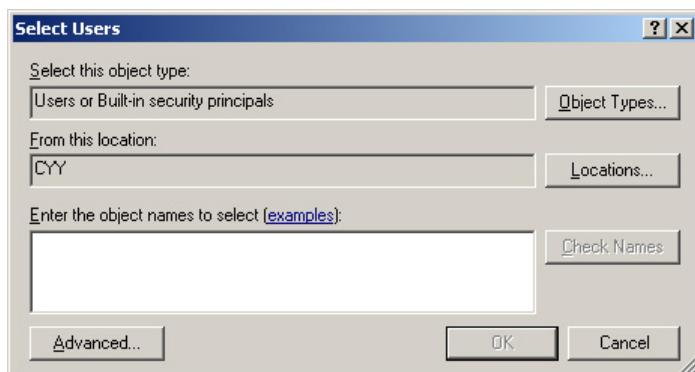 Select Users
Select this object type:
Users or Built-in security principals
Object Types...
From this location:
CYY
Locations...
Enter the object names to select (examples):
Check Names
Advanced...
OK
Cancel